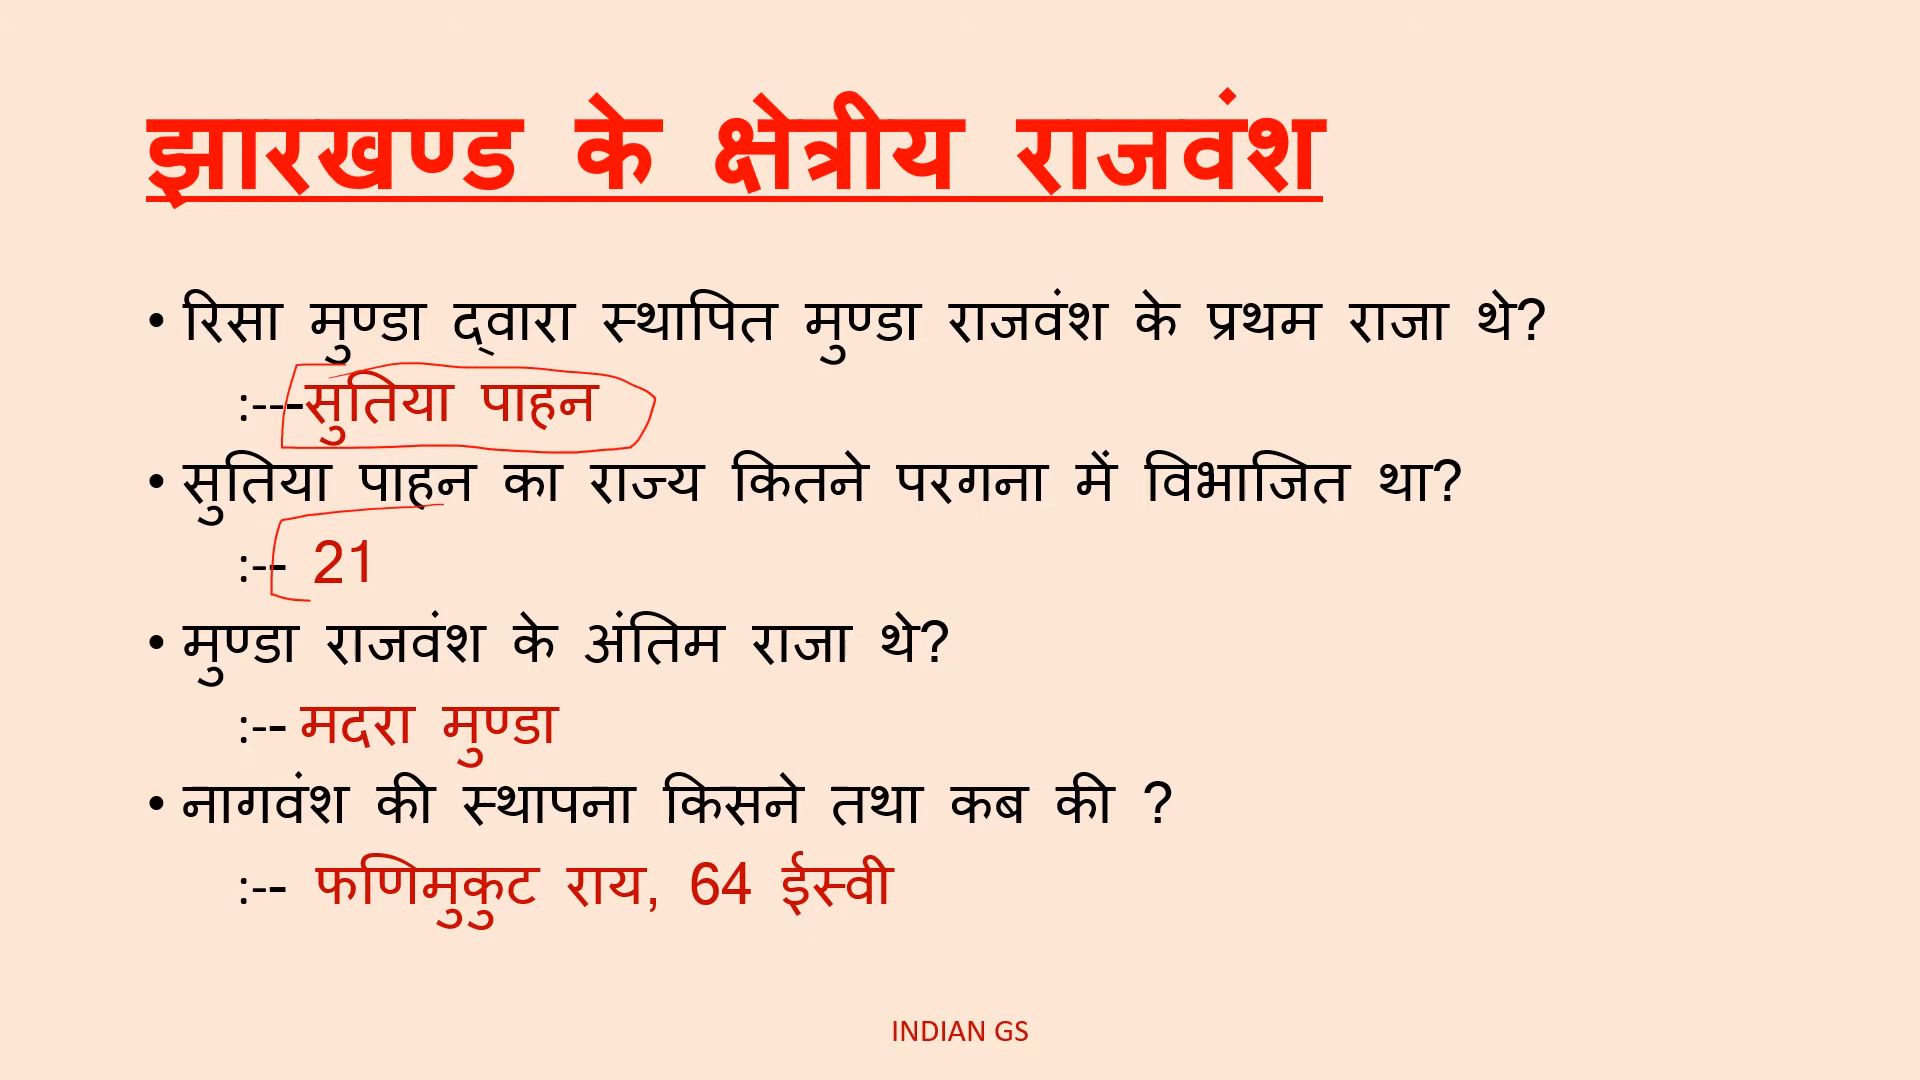 झारखण्ड के क्षेत्रीय राजवंश
• रिसा मुण्डा द्वारा स्थापित मुण्डा राजवंश के प्रथम राजा थे?
:---सुतिया पाहन
• सुतिया पाहन का राज्य कितने परगना में विभाजित था?
:-- 21
• मुण्डा राजवंश के अंतिम राजा थे?
:-- मदरा मुण्डा
• नागवंश की स्थापना किसने तथा कब की ?
:-- फणिमुकुट राय, 64 ईस्वी
INDIAN GS